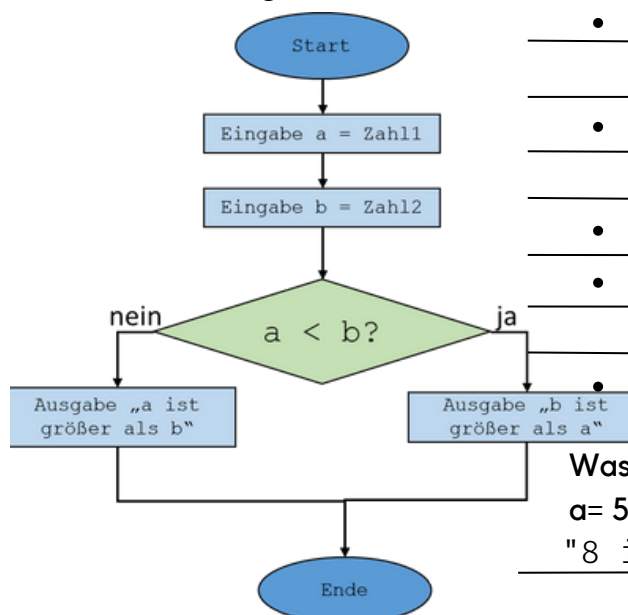 Start
Eingabe a = Zahl1
Eingabe b = Zahl2
nein
a < b?
ja
Ausgabe „a ist
größer als b“
Ausgabe „b ist
größer als a“
Was
a= 5
"8
Ende